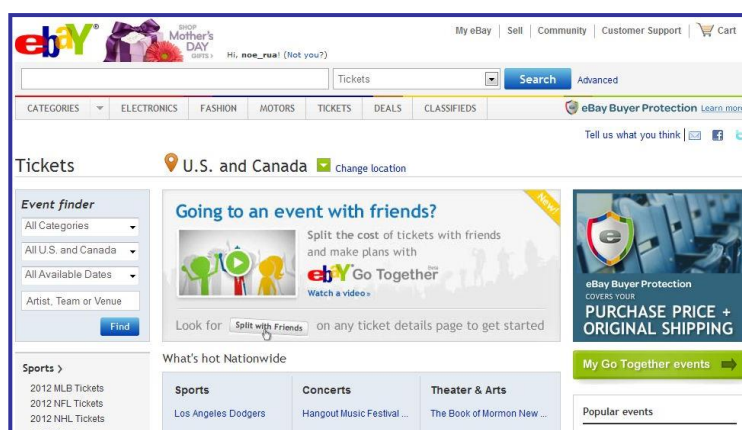 ebaY®
SHOP
Mother's
DAY
GIFTS ›
Hi, noe_rua! (Not you?)
My eBay | Sell | Community | Customer Support | Cart
Tickets
Search
Advanced
CATEGORIES
ELECTRONICS
FASHION
MOTORS
TICKETS
DEALS
CLASSIFIEDS
eBay Buyer Protection Learn more
Tell us what you think
Tickets
U.S. and Canada
Change location
Event finder
All Categories
All U.S. and Canada
All Available Dates
Artist, Team or Venue
Find
Sports ›
2012 MLB Tickets
2012 NFL Tickets
2012 NHL Tickets
New!
Going to an event with friends?
Split the cost of tickets with friends
and make plans with
ebaY Go Together beta
Watch a video »
Look for Split with Friends on any ticket details page to get started
What's hot Nationwide
Sports
Los Angeles Dodgers
Concerts
Hangout Music Festival ...
Theater & Arts
The Book of Mormon New ...
e
eBay Buyer Protection
COVERS YOUR
PURCHASE PRICE +
ORIGINAL SHIPPING
My Go Together events
Popular events